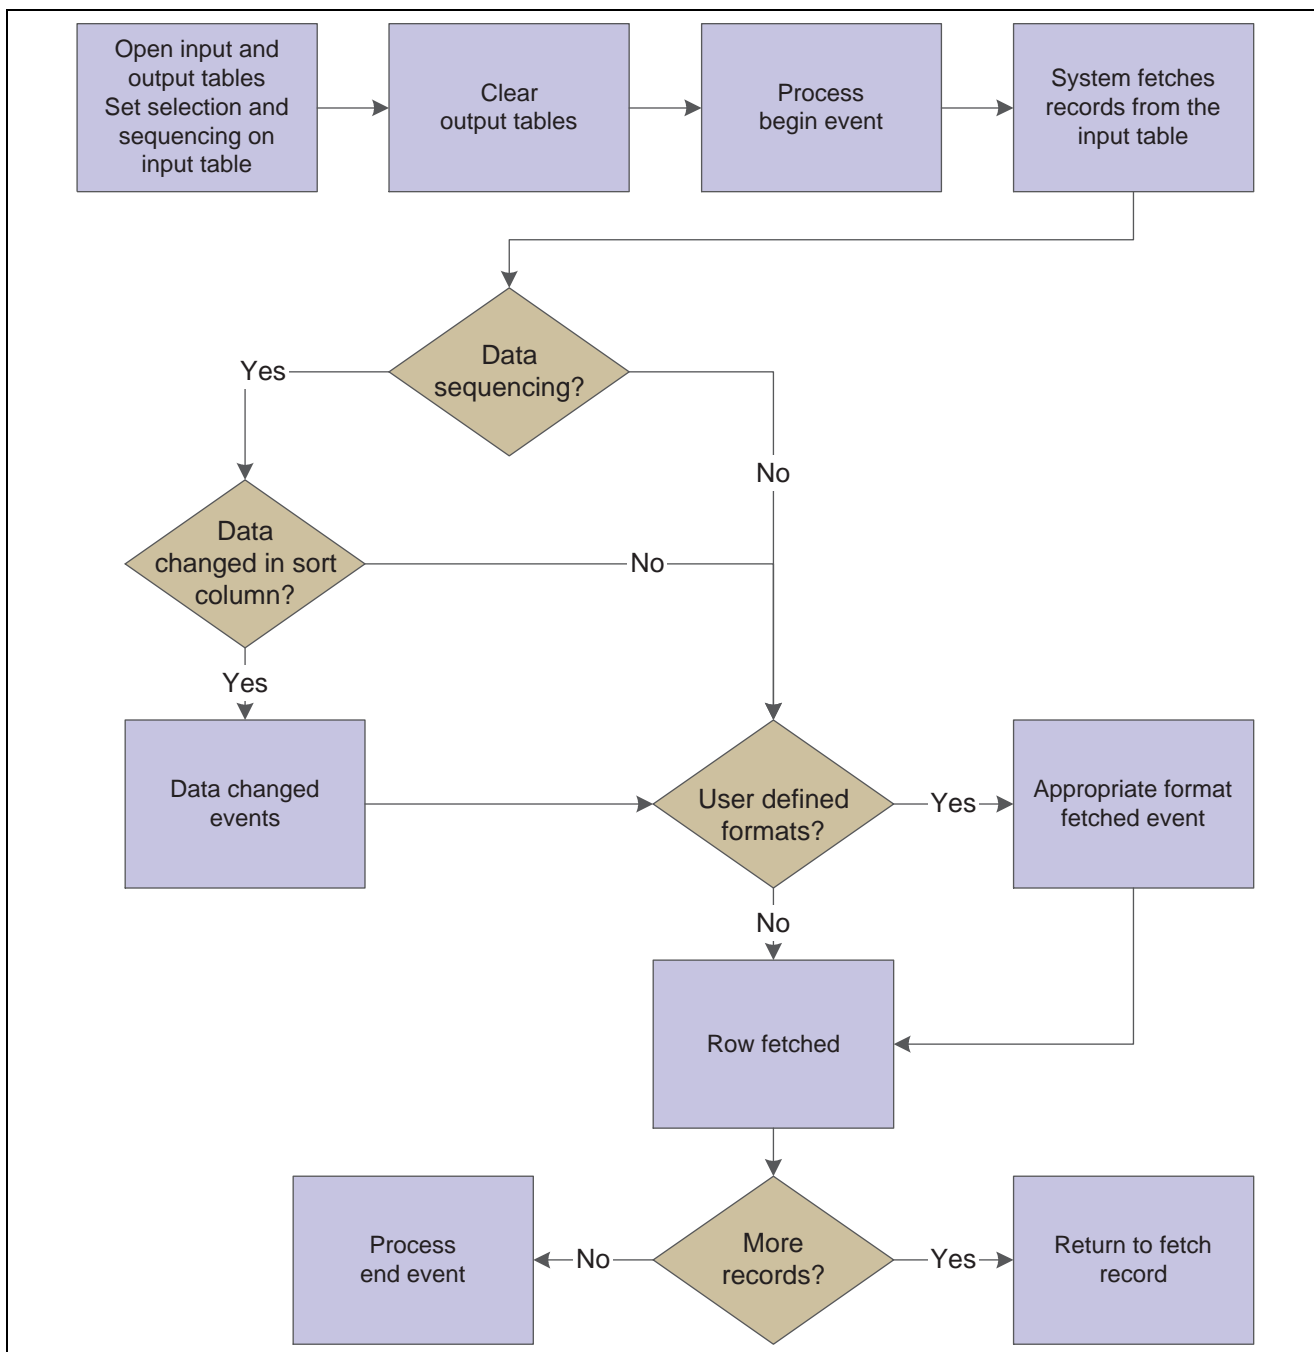 Open input and
output tables
Set selection and
sequencing on
input table
Clear
output tables
Process
begin event
System fetches
records from the
input table
Data
sequencing?
Yes
No
Data
changed in sort
column?
No
Yes
Data changed
events
User defined
formats?
Yes
Appropriate format
fetched event
No
Row fetched
More
records?
No
Process
end event
Yes
Return to fetch
record